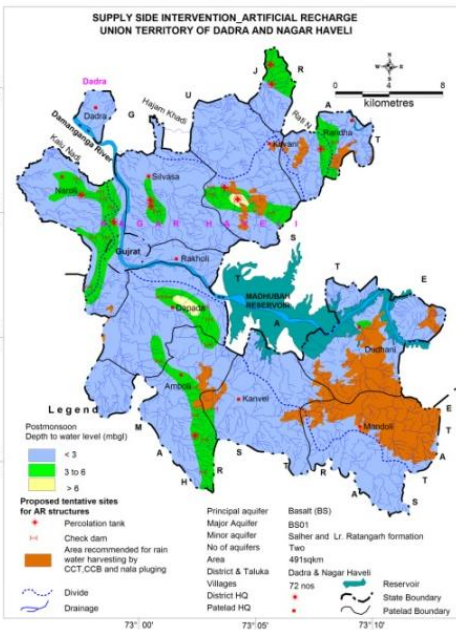 SUPPLY SIDE INTERVENTION_ARTIFICIAL RECHARGE
UNION TERRITORY OF DADRA AND NAGAR HAVELI
Dadra
Dadra
Damanganga River
Kalu Nadi
Hajam Khadi
G U J R A T
N
0 4 8
kilometres
Rati N.
Randha
Kilvani
Silvasa
Naroli
NAGAR HAVELI
Gujrat
Rakholi
MADHUBAN
RESERVOIR
S T A T E
Dapada
Dudhani
Amboli
Kanvel
Mandoli
M A H R S T R A S T A T E
Legend
Postmonsoon
Depth to water level (mbgl)
< 3
3 to 6
> 6
Proposed tentative sites
for AR structures
Percolation tank
Check dam
Area recommended for rain
water harvesting by
CCT,CCB and nala pluging
Divide
Drainage
Principal aquifer Basalt (BS)
Major Aquifer BS01
Minor aquifer Salher and Lr. Ratangarh formation
No of aquifers Two
Area 491sqkm
District & Taluka Dadra & Nagar Haveli
Villages 72 nos
District HQ
Patelad HQ
Reservoir
State Boundary
Patelad Boundary
73° 00 73° 05' 73° 10'